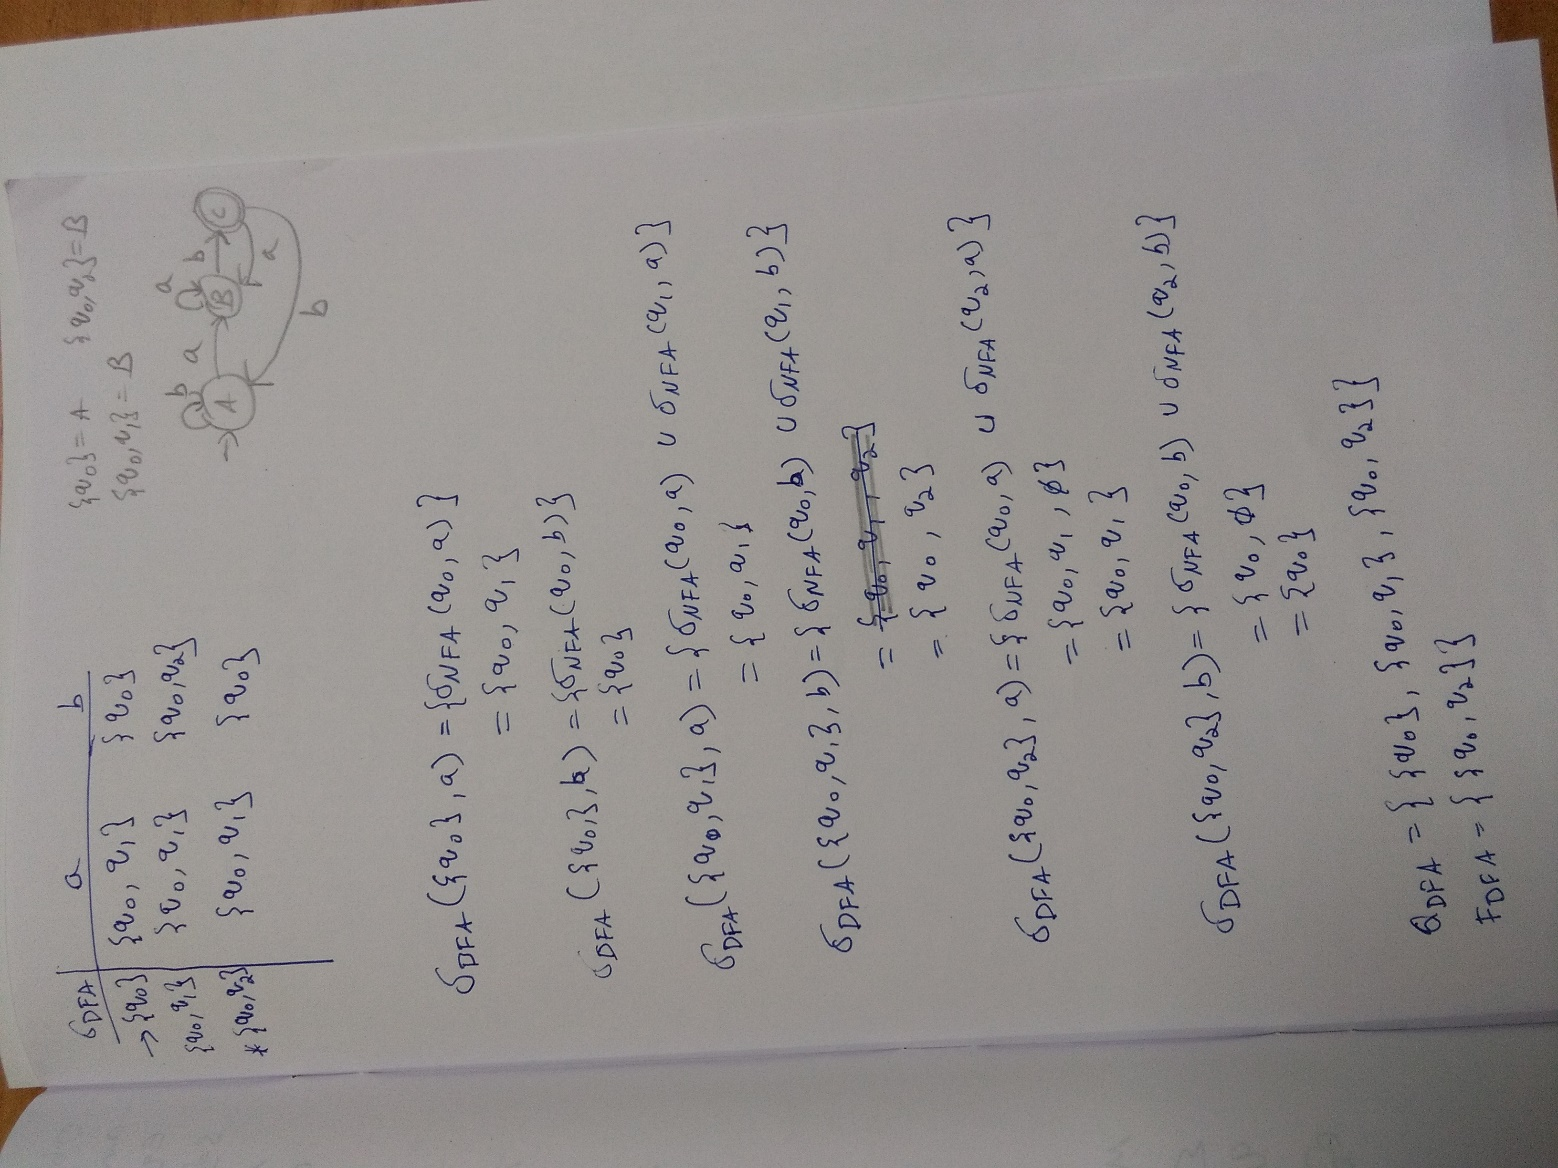 δDFA a b
→{q0} {q0, q1} {q0}
{q0, q1} {q0, q1} {q0, q2}
*{q0, q2} {q0, q1} {q0}
{q0} = A {q0, q2} = B
{q0, q1} = B
b a a b
→ A B C
a
b
δDFA ({q0}, a) = {δNFA (q0, a)}
= {q0, q1}
δDFA ({q0,}, b) = {δNFA (q0, b)}
= {q0}
δDFA ({q0, q1}, a) = {δNFA (q0, a) ∪ δNFA (q1, a)}
= {q0, q1}
δDFA ({q0, q1}, b) = {δNFA (q0, b) ∪ δNFA (q1, b)}
= {q0, q1, q2}
= {q0, q2}
δDFA ({q0, q2}, a) = {δNFA (q0, a) ∪ δNFA (q2, a)}
= {q0, q1, ø}
= {q0, q1}
δDFA ({q0, q2}, b) = {δNFA (q0, b) ∪ δNFA (q2, b)}
= {q0, ø}
= {q0}
QDFA = {{q0}, {q0, q1}, {q0, q2}}
FDFA = {{q0, q2}}